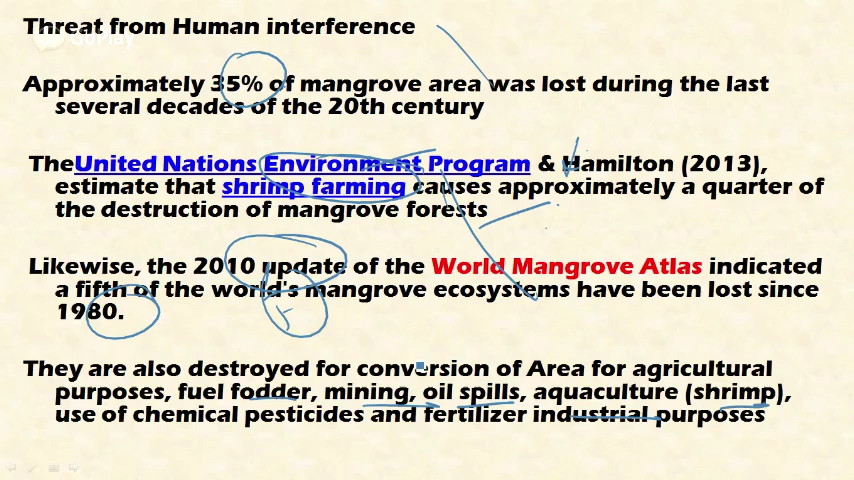 Threat from Human interference
GoPlay
Approximately 35% of mangrove area was lost during the last
several decades of the 20th century
TheUnited Nations Environment Program & Hamilton (2013),
estimate that shrimp farming causes approximately a quarter of
the destruction of mangrove forests
Likewise, the 2010 update of the World Mangrove Atlas indicated
a fifth of the world's mangrove ecosystems have been lost since
1980.
They are also destroyed for conversion of Area for agricultural
purposes, fuel fodder, mining, oil spills, aquaculture (shrimp),
use of chemical pesticides and fertilizer industrial purposes